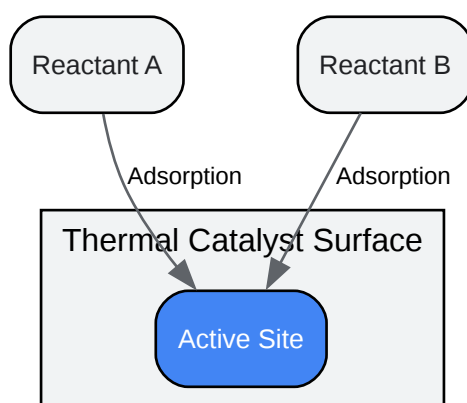 Reactant A
Reactant B
Adsorption
Adsorption
Thermal Catalyst Surface
Active Site